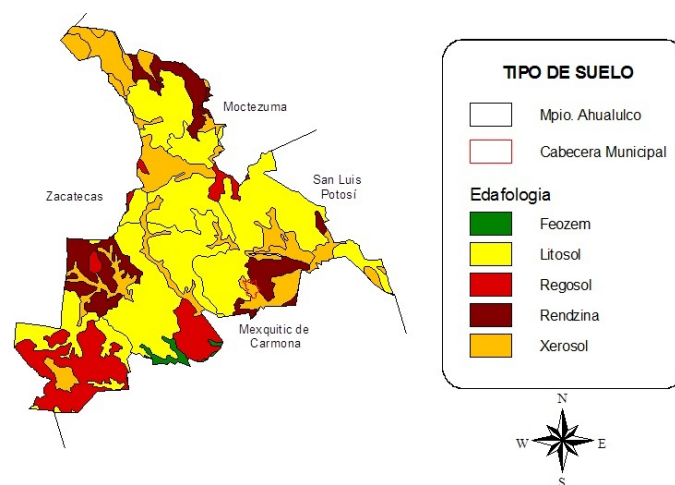 Moctezuma
San Luis
Potosí
Zacatecas
Mexquitic de
Carmona
TIPO DE SUELO
Mpio. Ahualulco
Cabecera Municipal
Edafologia
Feozem
Litosol
Regosol
Rendzina
Xerosol
N
W E
S